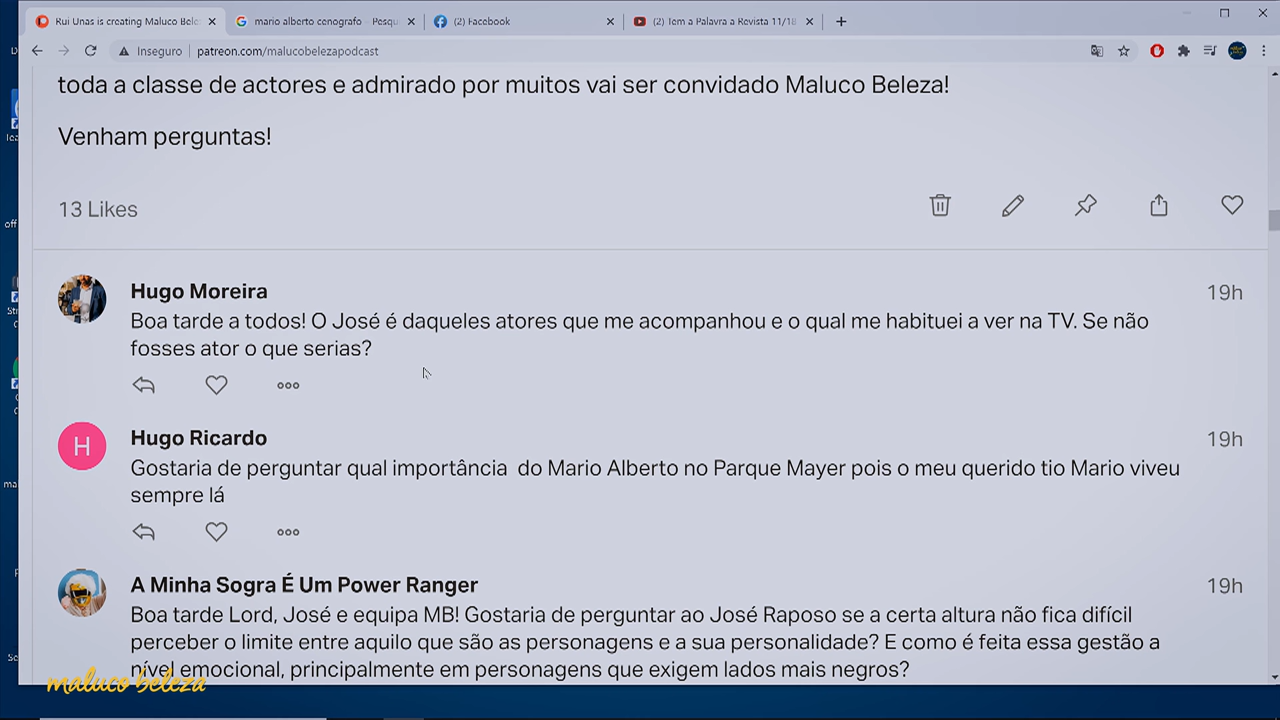 Rui Unas is creating Maluco Bele
mario alberto cenografo - Pesqu
(2) Facebook
(2) Tem a Palavra a Revista 11/18
Inseguro
patreon.com/malucobelezapodcast
toda a classe de actores e admirado por muitos vai ser convidado Maluco Beleza!
Venham perguntas!
13 Likes
Hugo Moreira
19h
Boa tarde a todos! O José é daqueles atores que me acompanhou e o qual me habituei a ver na TV. Se não
fosses ator o que serias?
H
Hugo Ricardo
19h
Gostaria de perguntar qual importância do Mario Alberto no Parque Mayer pois o meu querido tio Mario viveu
sempre lá
A Minha Sogra É Um Power Ranger
19h
Boa tarde Lord, José e equipa MB! Gostaria de perguntar ao José Raposo se a certa altura não fica difícil
perceber o limite entre aquilo que são as personagens e a sua personalidade? E como é feita essa gestão a
nível emocional, principalmente em personagens que exigem lados mais negros?
maluco beleza